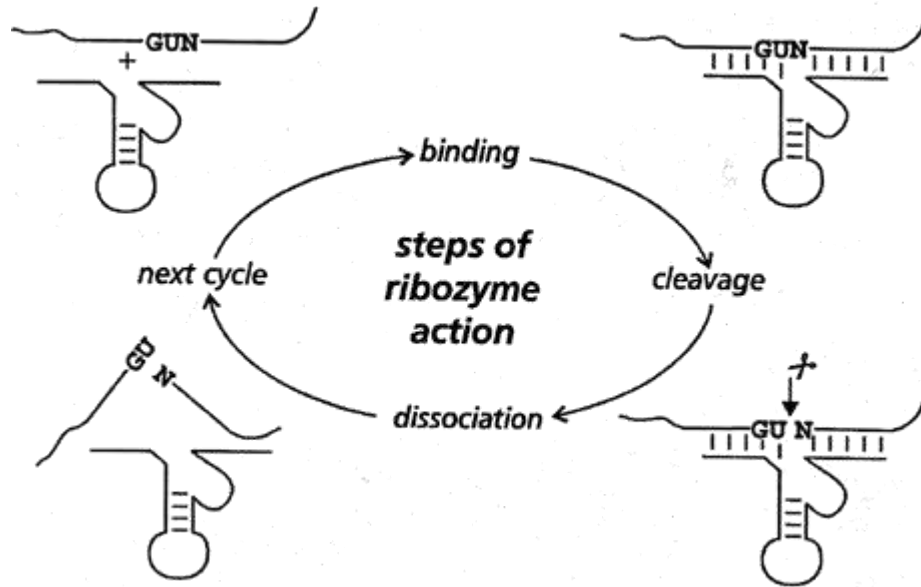 GUN
+
GUN
binding
steps of
ribozyme
action
next cycle
cleavage
GU N
dissociation
GU N